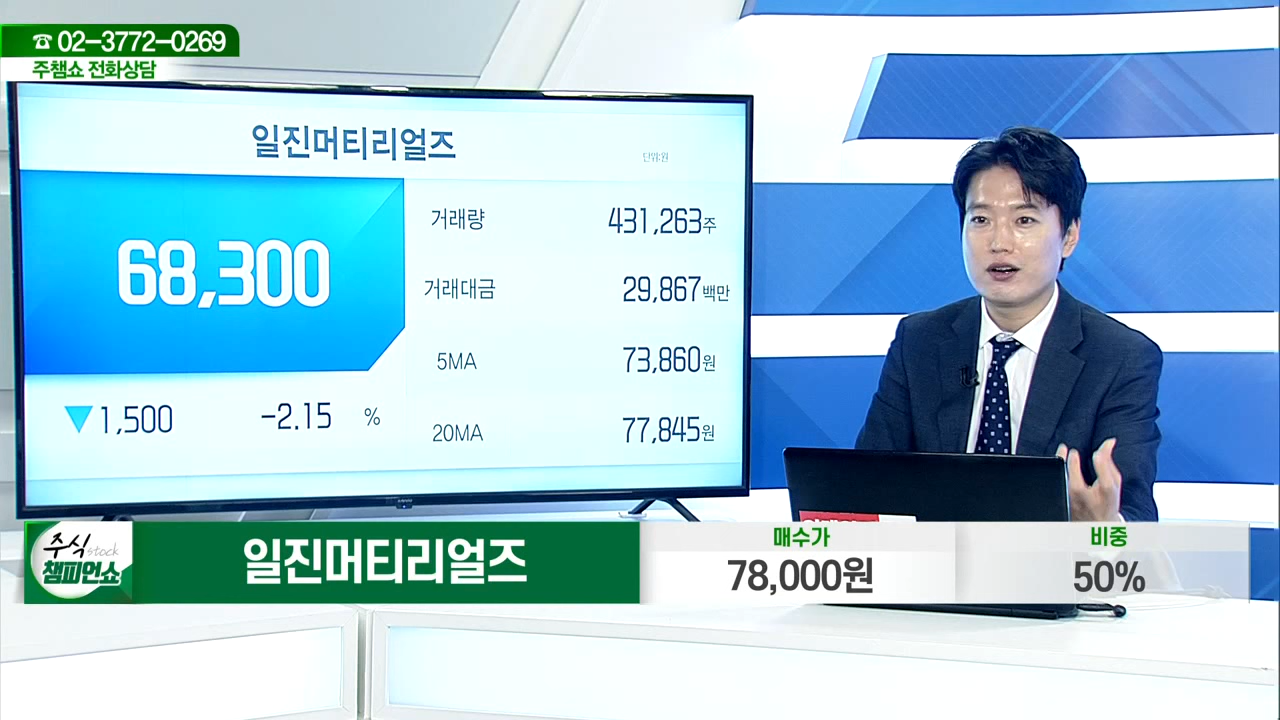 ☎ 02-3772-0269
주챔쇼 전화상담
일진머티리얼즈
단위:원
68,300
▼1,500 -2.15 %
거래량 431,263주
거래대금 29,867백만
5MA 73,860원
20MA 77,845원
주식 stock
챔피언쇼
일진머티리얼즈
매수가 비중
78,000원 50%